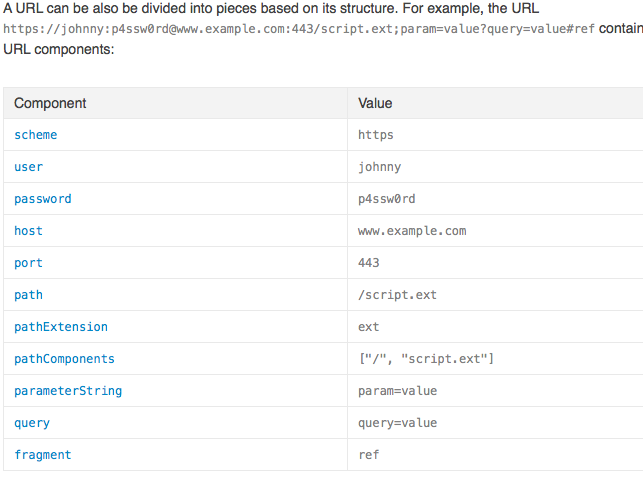 A URL can be also be divided into pieces based on its structure. For example, the URL
https://johnny:p4ssw0rd@www.example.com:443/script.ext;param=value?query=value#ref contain
URL components:
Component Value
scheme https
user johnny
password p4ssw0rd
host www.example.com
port 443
path /script.ext
pathExtension ext
pathComponents ["/", "script.ext"]
parameterString param=value
query query=value
fragment ref